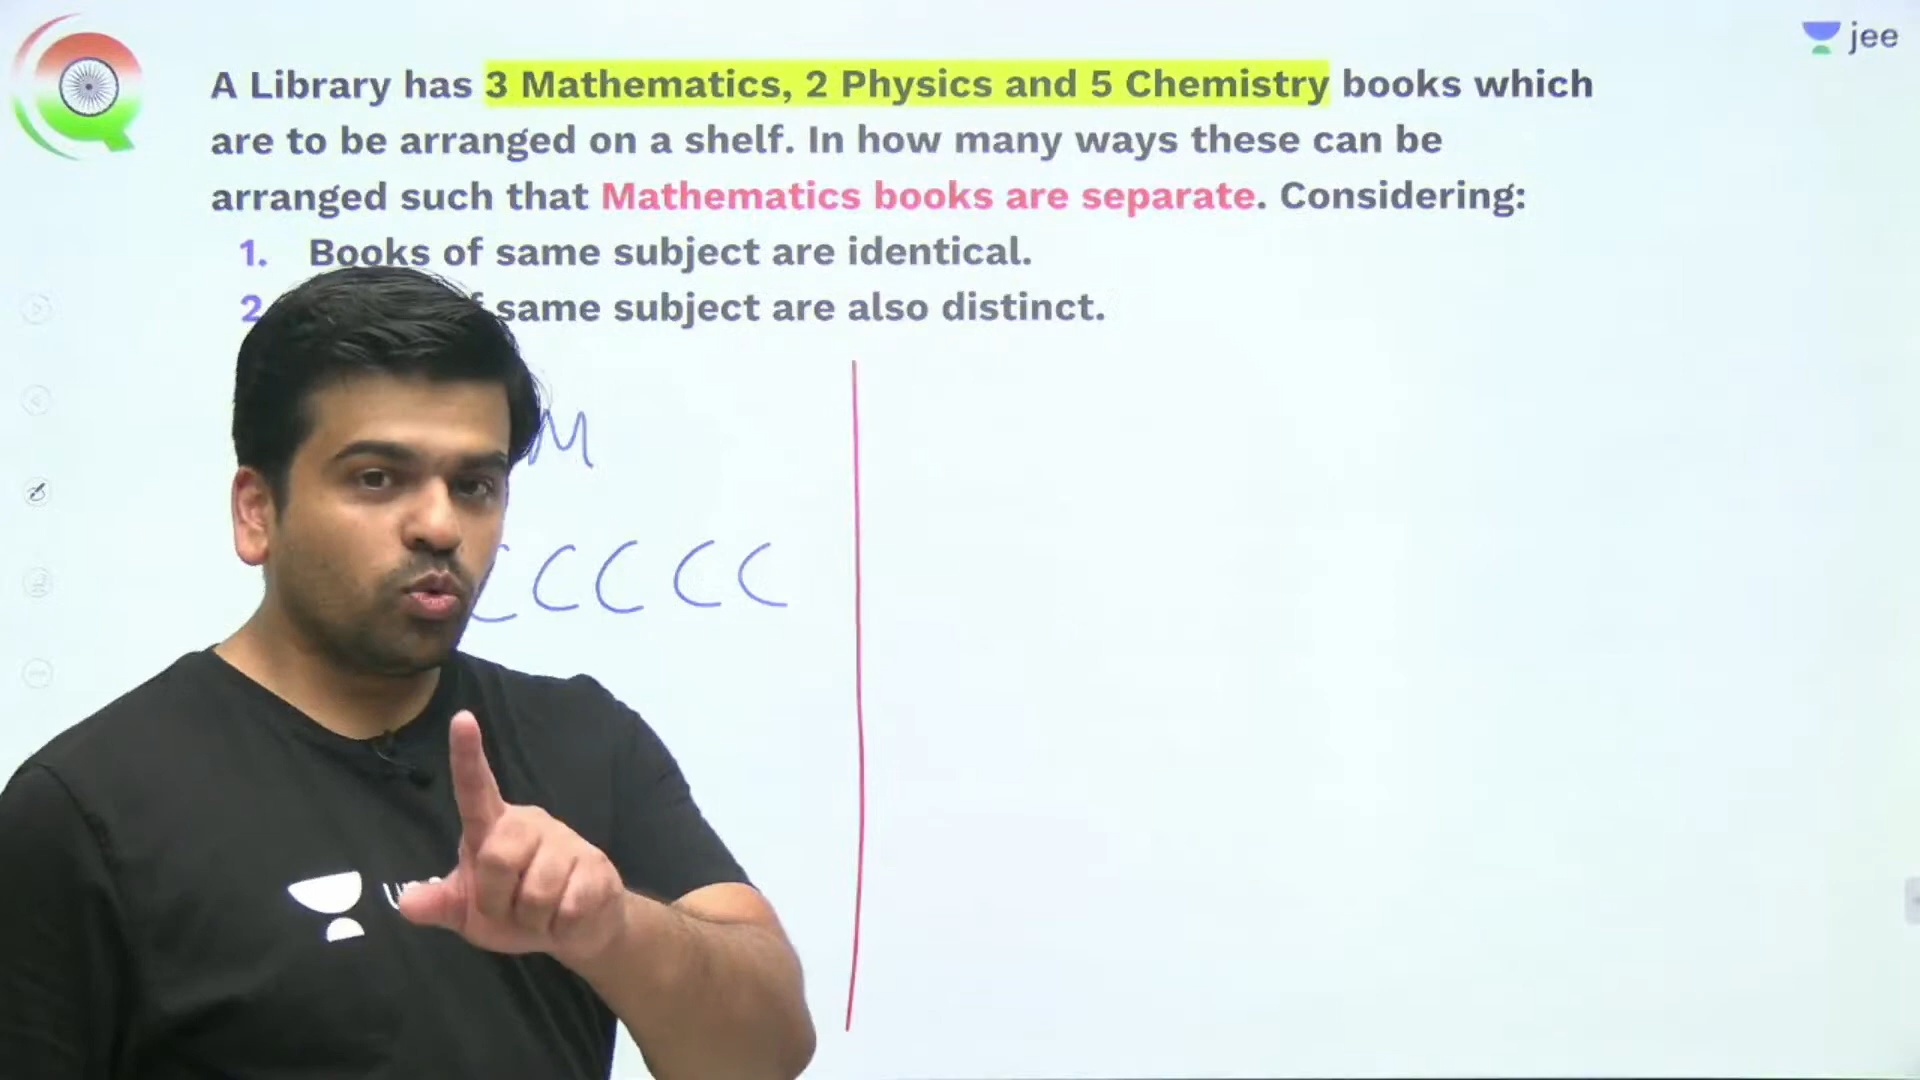 jee
A Library has 3 Mathematics, 2 Physics and 5 Chemistry books which
are to be arranged on a shelf. In how many ways these can be
arranged such that Mathematics books are separate. Considering:
1. Books of same subject are identical.
2 same subject are also distinct.
M
C C C C C